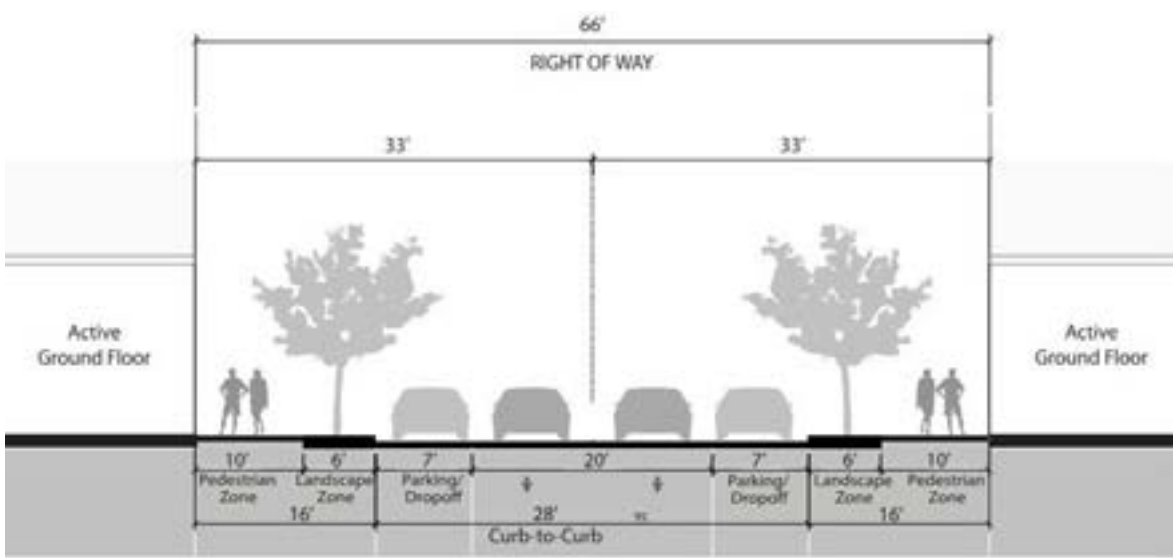 66'
RIGHT OF WAY
33' 33'
Active
Ground Floor
Active
Ground Floor
10' 6' 7' 20' 7' 6' 10'
Pedestrian Landscape Parking/ Parking/ Landscape Pedestrian
Zone Zone Dropoff Dropoff Zone Zone
16' 28' 16'
Curb-to-Curb